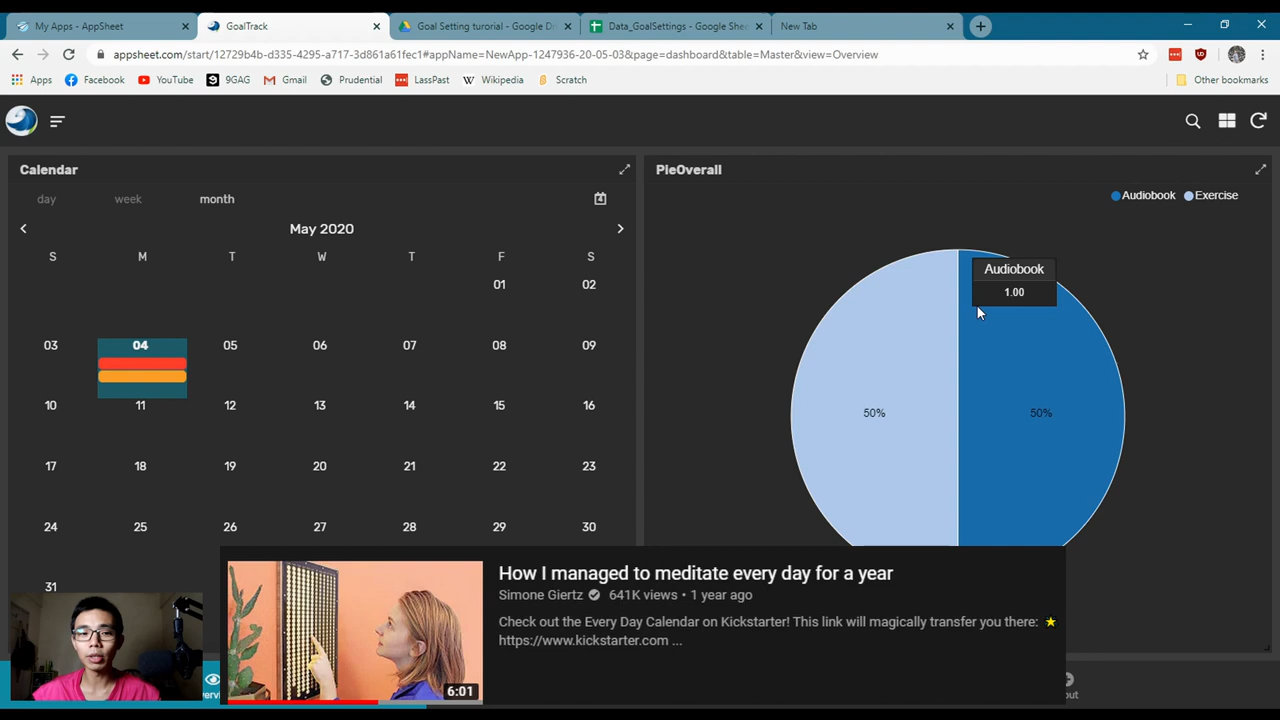 My Apps - AppSheet
GoalTrack
Goal Setting turorial - Google Dr
Data_GoalSettings - Google Shee
New Tab
appsheet.com/start/12729b4b-d335-4295-a717-3d861a61fec1#appName=NewApp-1247936-20-05-03&page=dashboard&table=Master&view=Overview
Apps Facebook YouTube 9GAG Gmail Prudential LassPast Wikipedia Scratch Other bookmarks
Calendar
day week month
May 2020
S M T W T F S
01 02
03 04 05 06 07 08 09
10 11 12 13 14 15 16
17 18 19 20 21 22 23
24 25 26 27 28 29 30
31
PieOverall
Audiobook Exercise
Audiobook
1.00
50% 50%
How I managed to meditate every day for a year
Simone Giertz 641K views • 1 year ago
Check out the Every Day Calendar on Kickstarter! This link will magically transfer you there:
https://www.kickstarter.com ...
6:01